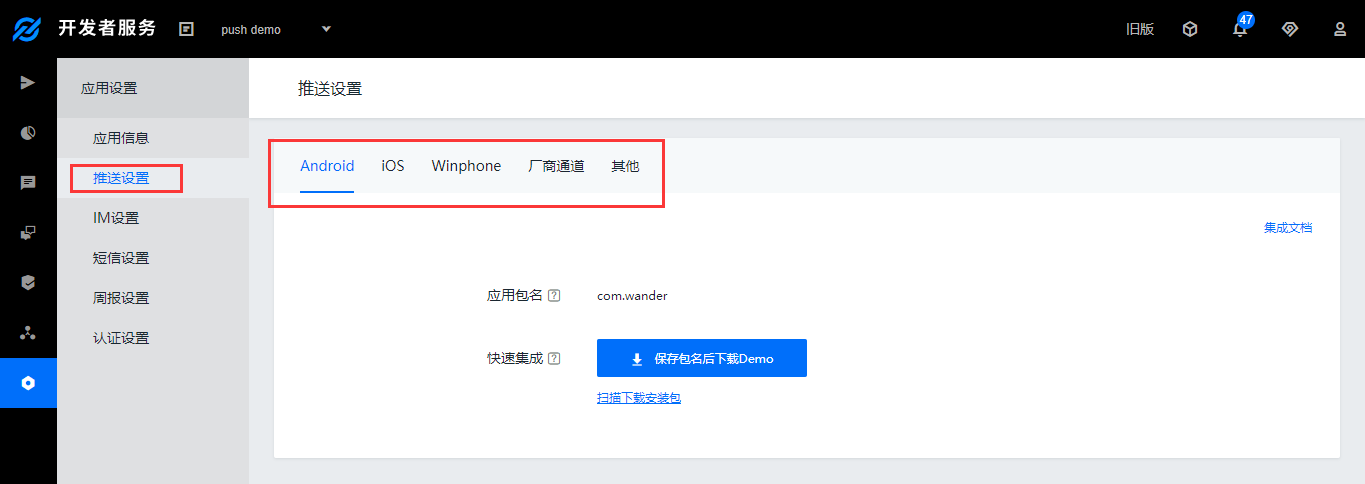 开发者服务 push demo 旧版 47
应用设置
应用信息
推送设置
IM设置
短信设置
周报设置
认证设置
推送设置
Android iOS Winphone 厂商通道 其他
集成文档
应用包名 ? com.wander
快速集成 ? 保存包名后下载Demo
扫描下载安装包